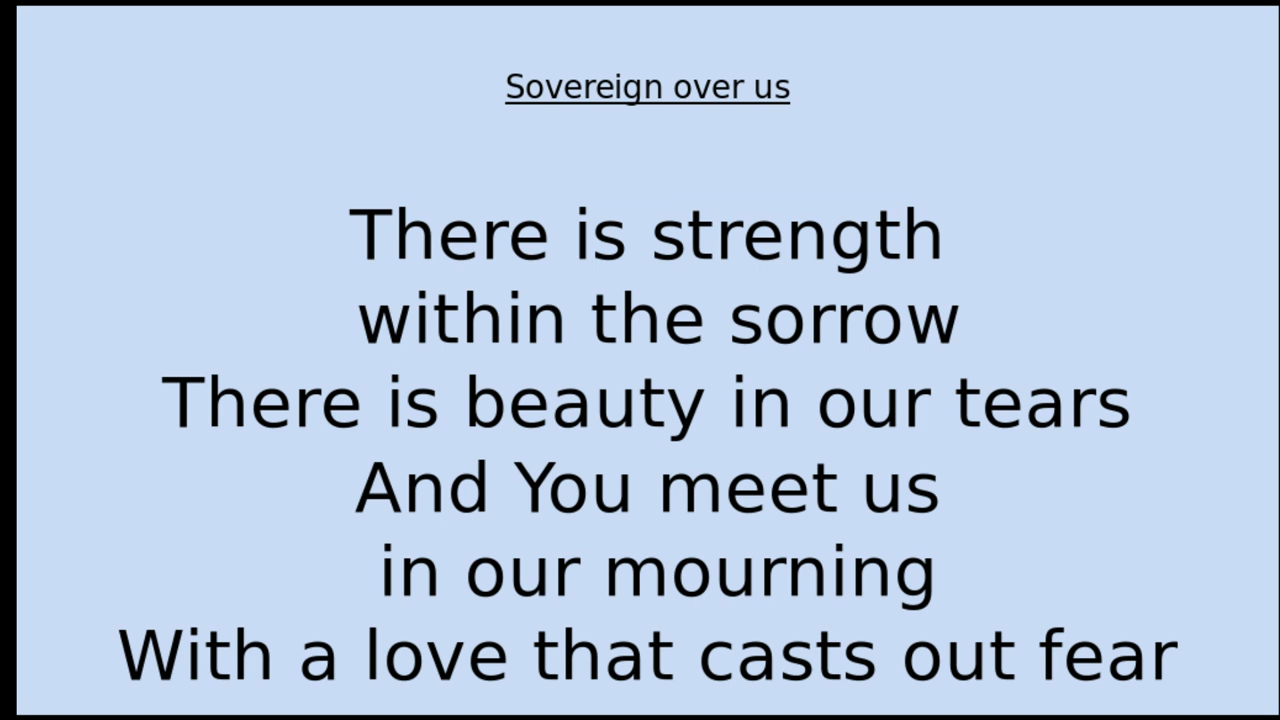 Sovereign over us
There is strength
within the sorrow
There is beauty in our tears
And You meet us
in our mourning
With a love that casts out fear